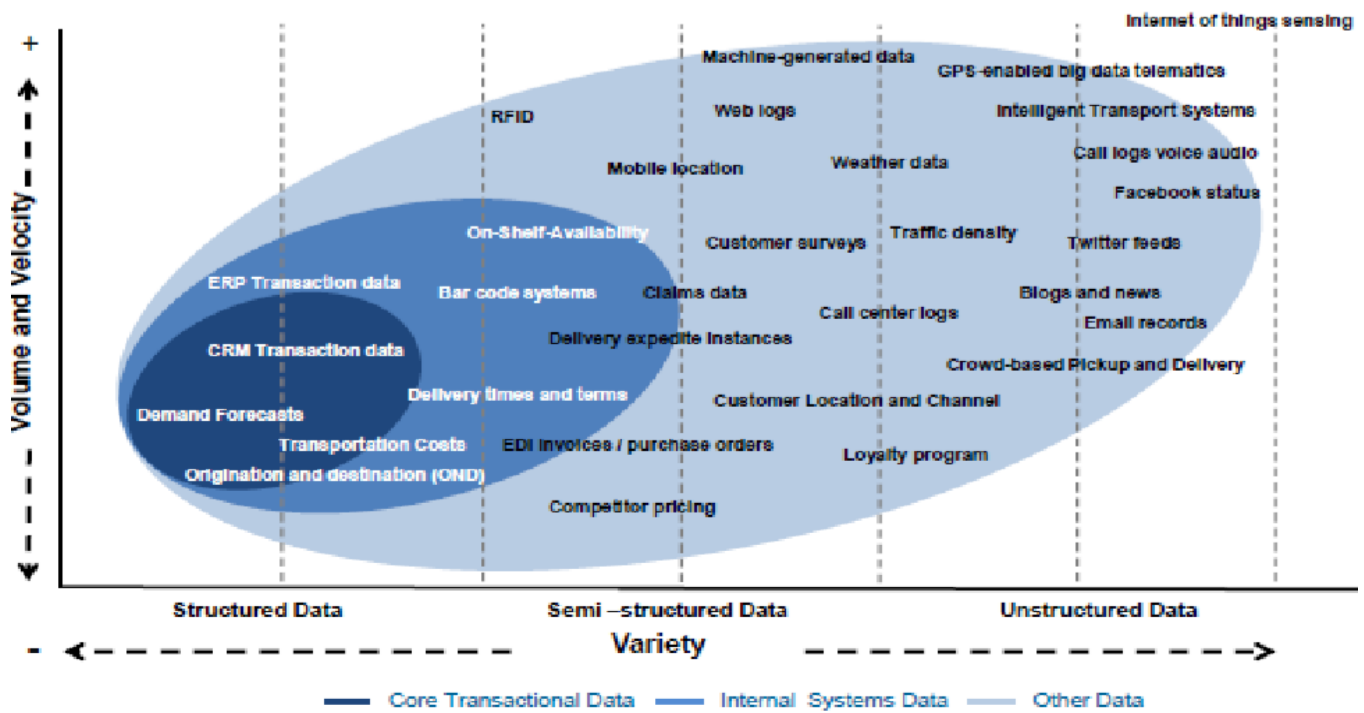 Internet of things sensing
+
Machine-generated data
GPS-enabled big data telematics
RFID
Web logs
Intelligent Transport Systems
Mobile location
Weather data
Call logs voice audio
Facebook status
On-Shelf-Availability
Customer surveys
Traffic density
Twitter feeds
ERP Transaction data
Bar code systems
Claims data
Blogs and news
Call center logs
Email records
Delivery expedite instances
CRM Transaction data
Crowd-based Pickup and Delivery
Delivery times and terms
Customer Location and Channel
Demand Forecasts
Transportation Costs
EDI invoices / purchase orders
Loyalty program
Origination and destination (OND)
Competitor pricing
Volume and Velocity
Structured Data
Semi –structured Data
Unstructured Data
-
Variety
Core Transactional Data
Internal Systems Data
Other Data